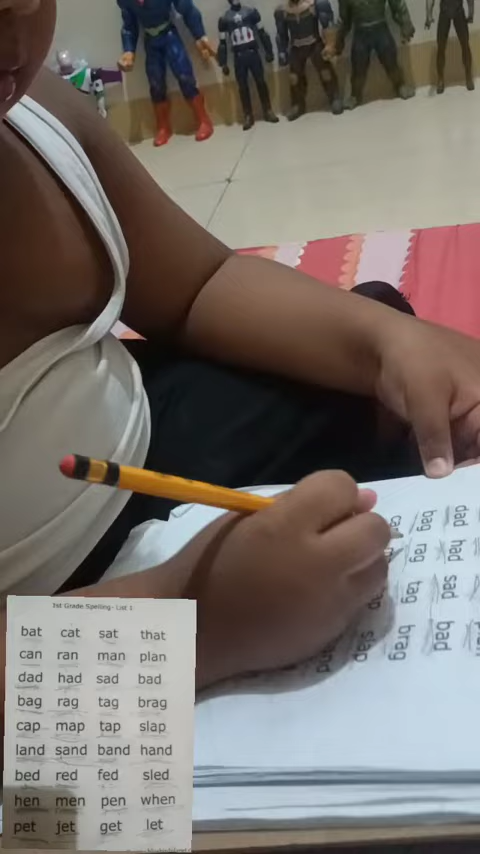 1st Grade Spelling- List 1
bat cat sat that
can ran man plan
dad had sad bad
bag rag tag brag
cap map tap slap
land sand band hand
bed red fed sled
hen men pen when
pet jet get let
dad had sad bad
bag rag tag brag
slap